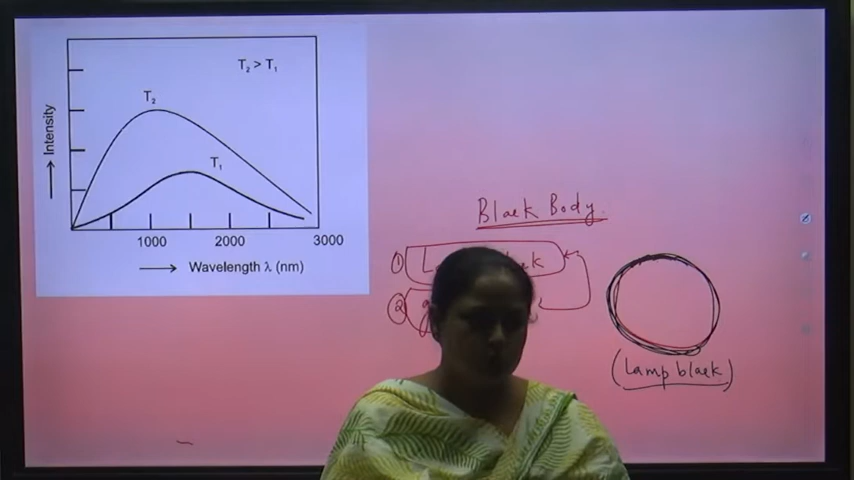 T₂ > T₁
T₂
T₁
Intensity
1000 2000 3000
Wavelength λ (nm)
Black Body.
①
②
(Lamp black)